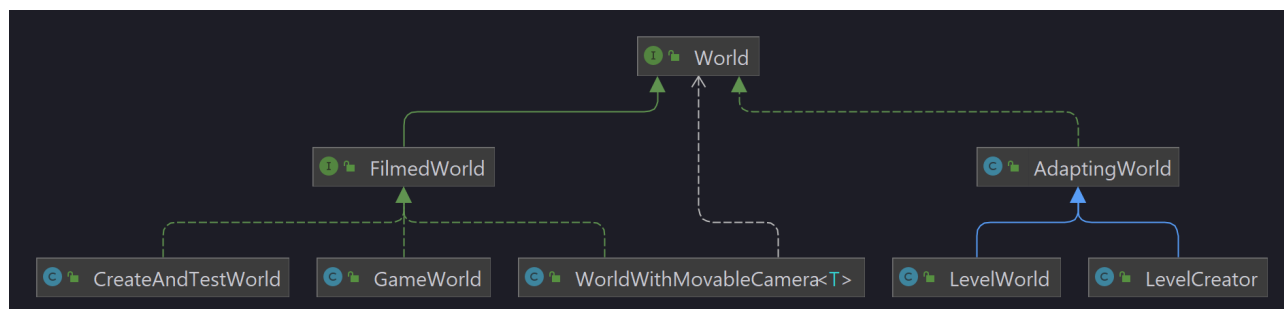 I World
I FilmedWorld
C AdaptingWorld
C CreateAndTestWorld
C GameWorld
C WorldWithMovableCamera<T>
C LevelWorld
C LevelCreator